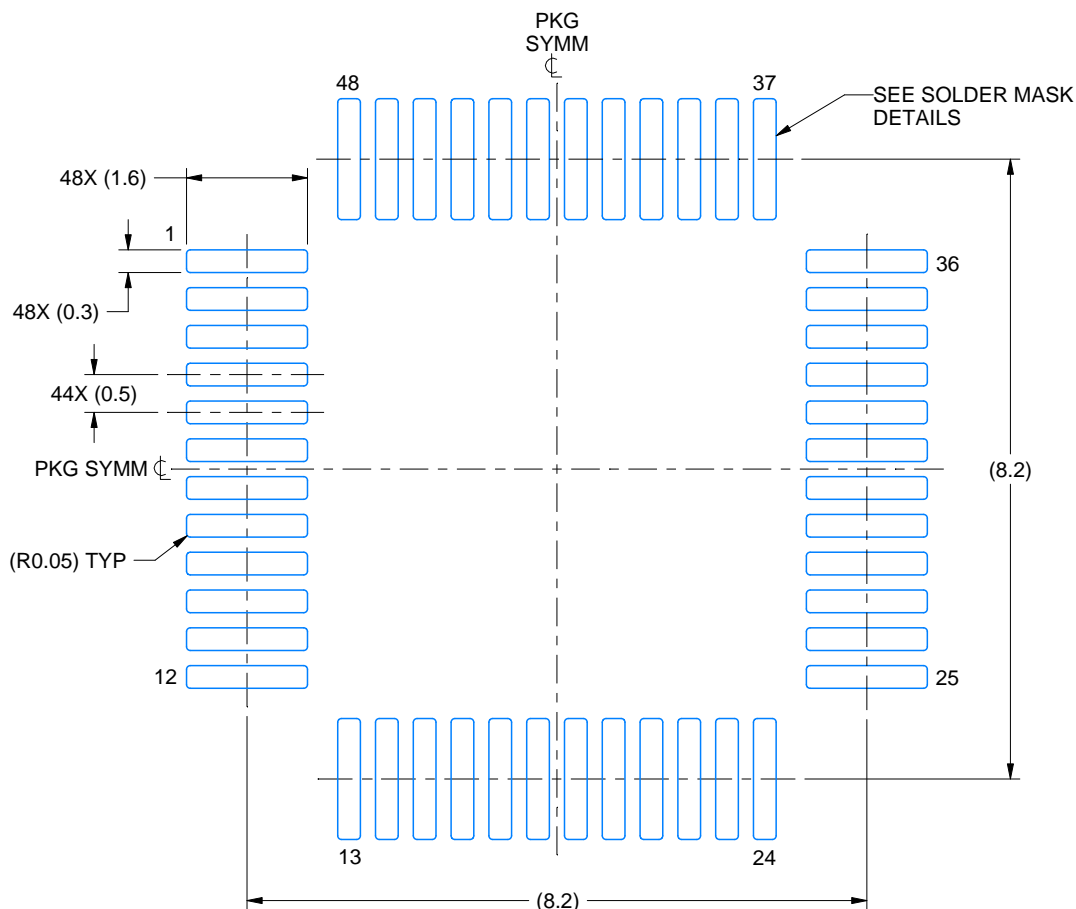 PKG
SYMM
48
37
SEE SOLDER MASK
DETAILS
48X (1.6)
1
36
48X (0.3)
44X (0.5)
PKG SYMM
(8.2)
(R0.05) TYP
12
25
13
24
(8.2)